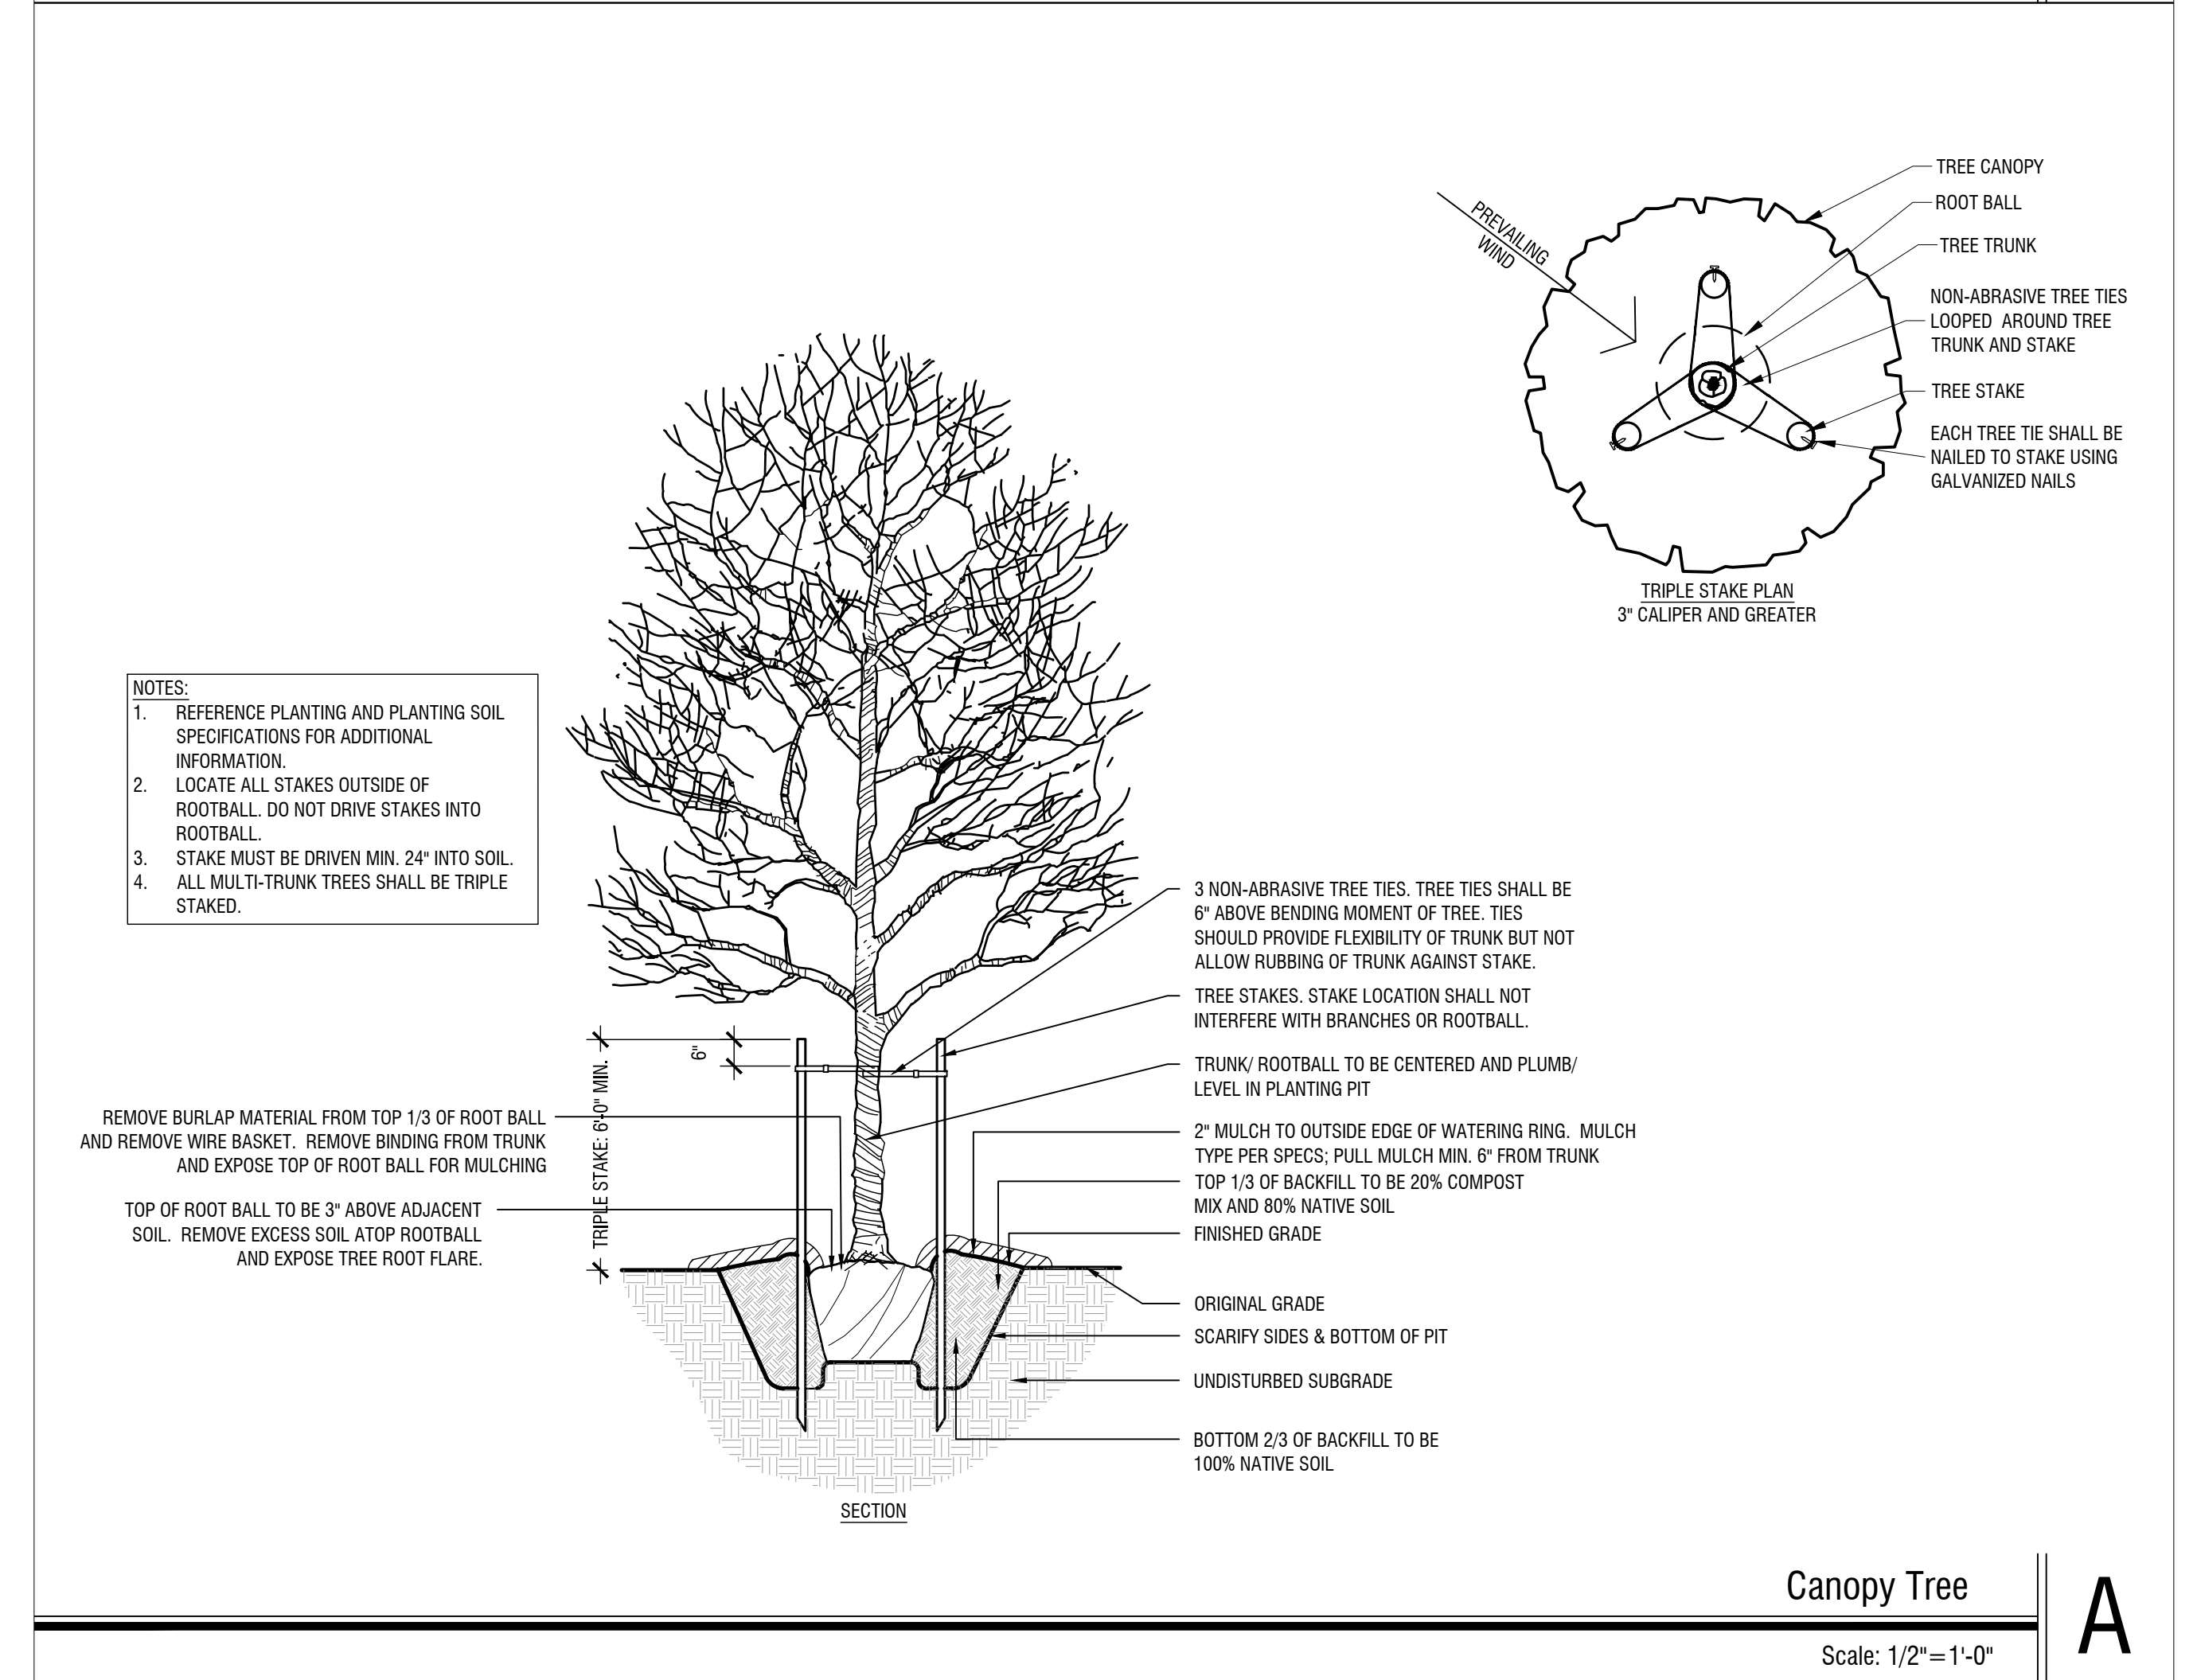 TREE CANOPY
ROOT BALL
TREE TRUNK
NON-ABRASIVE TREE TIES
LOOPED AROUND TREE
TRUNK AND STAKE
TREE STAKE
EACH TREE TIE SHALL BE
NAILED TO STAKE USING
GALVANIZED NAILS
PREVAILING
WIND
TRIPLE STAKE PLAN
3" CALIPER AND GREATER
NOTES:
1. REFERENCE PLANTING AND PLANTING SOIL
SPECIFICATIONS FOR ADDITIONAL
INFORMATION.
2. LOCATE ALL STAKES OUTSIDE OF
ROOTBALL. DO NOT DRIVE STAKES INTO
ROOTBALL.
3. STAKE MUST BE DRIVEN MIN. 24" INTO SOIL.
4. ALL MULTI-TRUNK TREES SHALL BE TRIPLE
STAKED.
3 NON-ABRASIVE TREE TIES. TREE TIES SHALL BE
6" ABOVE BENDING MOMENT OF TREE. TIES
SHOULD PROVIDE FLEXIBILITY OF TRUNK BUT NOT
ALLOW RUBBING OF TRUNK AGAINST STAKE.
TREE STAKES. STAKE LOCATION SHALL NOT
INTERFERE WITH BRANCHES OR ROOTBALL.
TRUNK/ ROOTBALL TO BE CENTERED AND PLUMB/
LEVEL IN PLANTING PIT
2" MULCH TO OUTSIDE EDGE OF WATERING RING. MULCH
TYPE PER SPECS; PULL MULCH MIN. 6" FROM TRUNK
TOP 1/3 OF BACKFILL TO BE 20% COMPOST
MIX AND 80% NATIVE SOIL
FINISHED GRADE
ORIGINAL GRADE
SCARIFY SIDES & BOTTOM OF PIT
UNDISTURBED SUBGRADE
BOTTOM 2/3 OF BACKFILL TO BE
100% NATIVE SOIL
6"
TRIPLE STAKE: 6'-0" MIN.
REMOVE BURLAP MATERIAL FROM TOP 1/3 OF ROOT BALL
AND REMOVE WIRE BASKET. REMOVE BINDING FROM TRUNK
AND EXPOSE TOP OF ROOT BALL FOR MULCHING
TOP OF ROOT BALL TO BE 3" ABOVE ADJACENT
SOIL. REMOVE EXCESS SOIL ATOP ROOTBALL
AND EXPOSE TREE ROOT FLARE.
SECTION
Canopy Tree
A
Scale: 1/2"=1'-0"